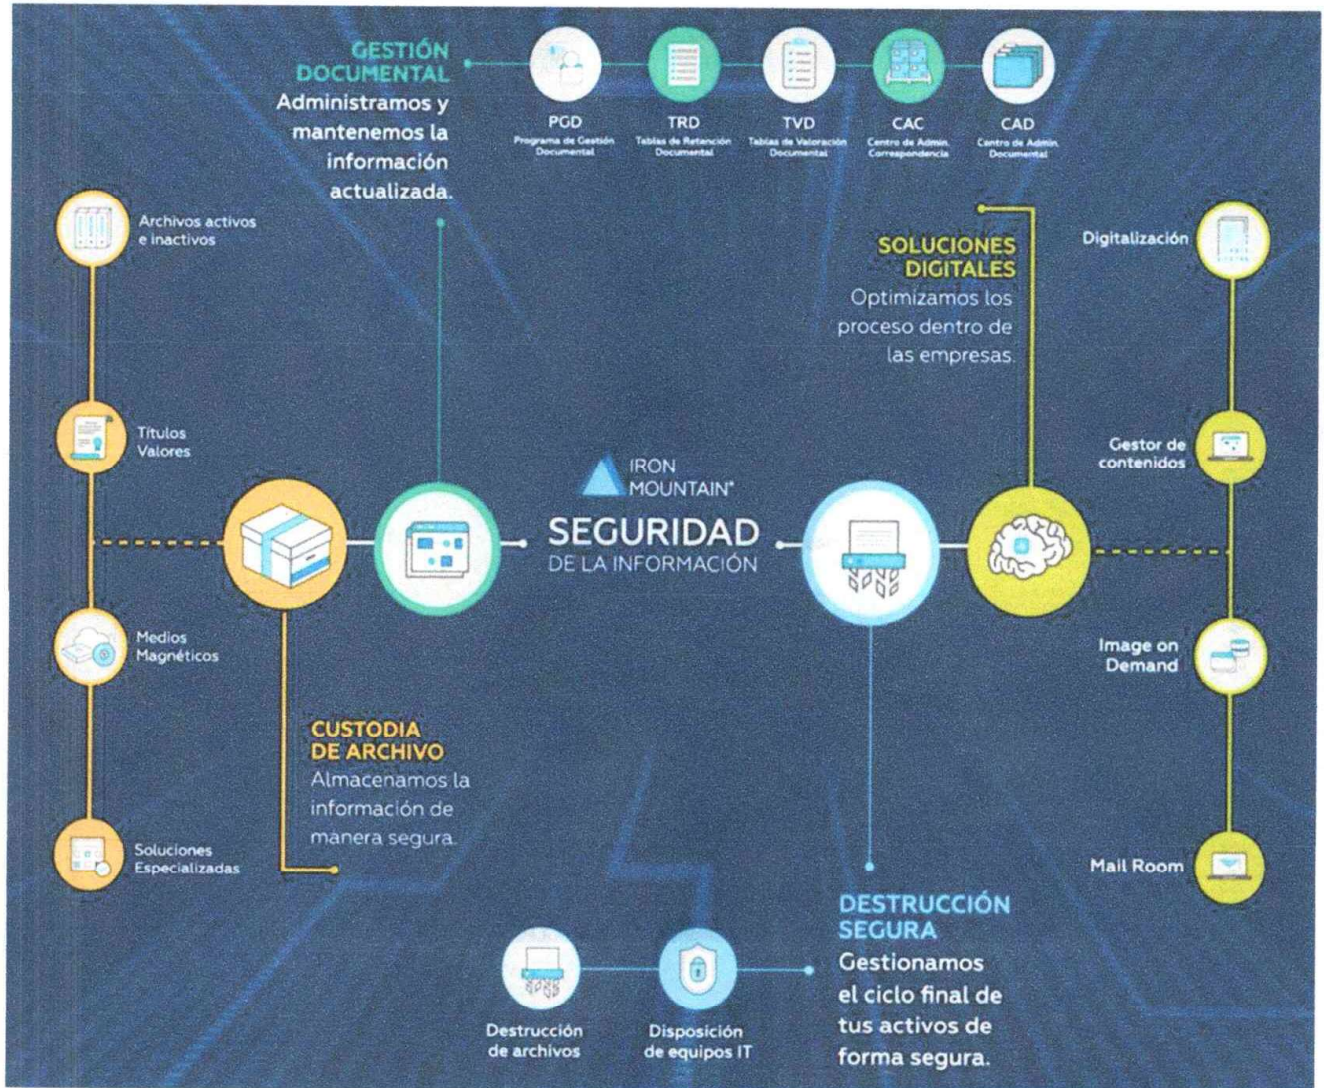 GESTIÓN
DOCUMENTAL
Administramos y
mantenemos la
información
actualizada.
PGD
Programa de Gestión
Documental
TRD
Tablas de Retención
Documental
TVD
Tablas de Valoración
Documental
CAC
Centro de Admin.
Correspondencia
CAD
Centro de Admin.
Documental
Archivos activos
e inactivos
Títulos
Valores
Medios
Magnéticos
Soluciones
Especializadas
SOLUCIONES
DIGITALES
Optimizamos los
proceso dentro de
las empresas.
Digitalización
Gestor de
contenidos
Image on
Demand
Mail Room
IRON
MOUNTAIN®
SEGURIDAD
DE LA INFORMACIÓN
CUSTODIA
DE ARCHIVO
Almacenamos la
información de
manera segura.
DESTRUCCIÓN
SEGURA
Gestionamos
el ciclo final de
tus activos de
forma segura.
Destrucción
de archivos
Disposición
de equipos IT